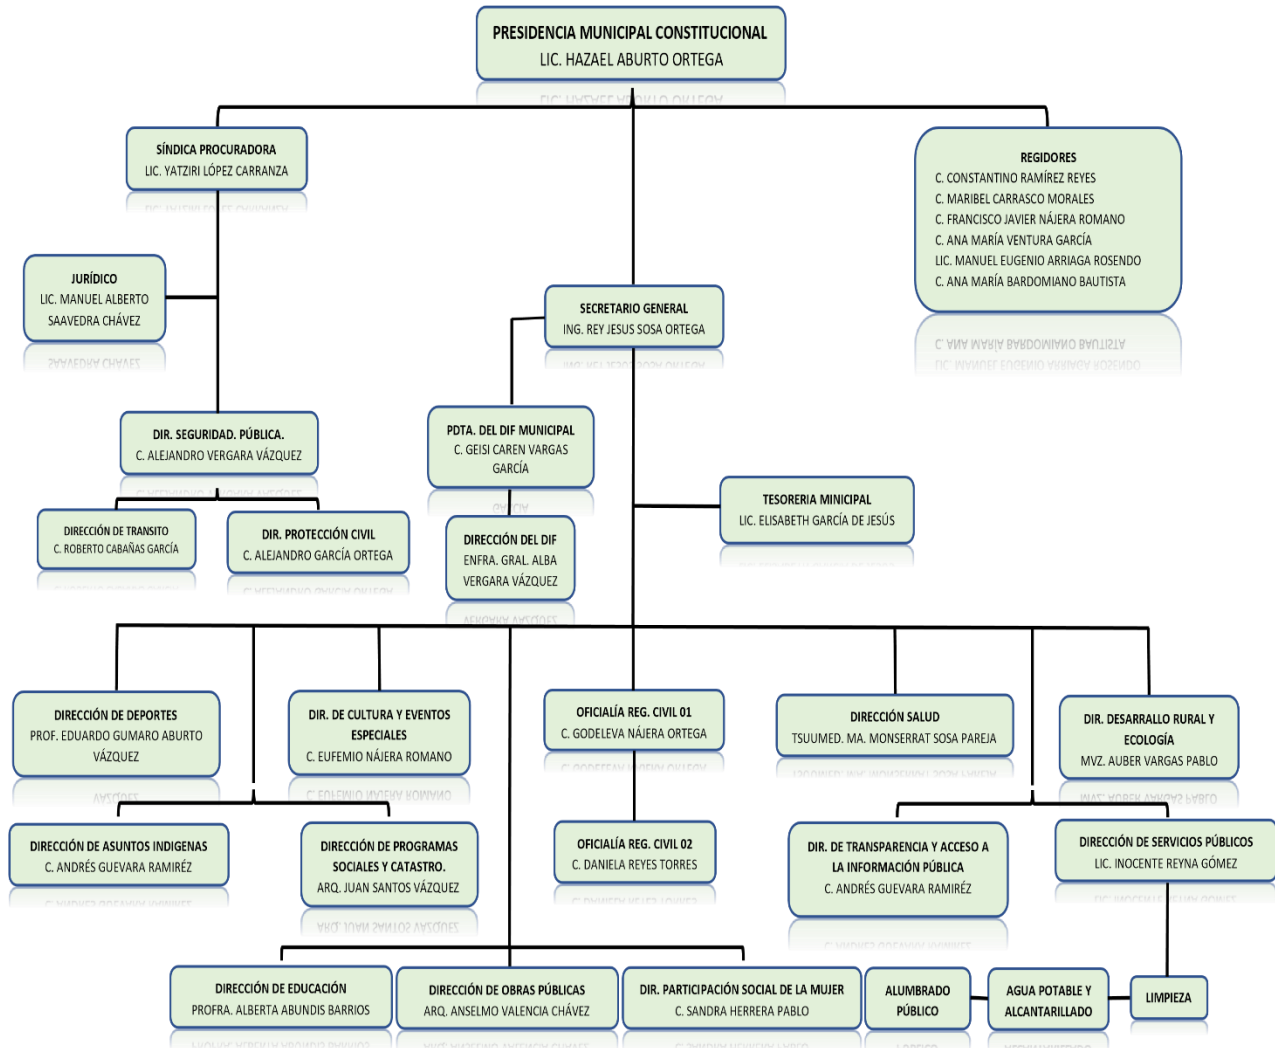 PRESIDENCIA MUNICIPAL CONSTITUCIONAL
LIC. HAZAEL ABURTO ORTEGA
SÍNDICA PROCURADORA
LIC. YATZIRI LÓPEZ CARRANZA
REGIDORES
C. CONSTANTINO RAMÍREZ REYES
C. MARIBEL CARRASCO MORALES
C. FRANCISCO JAVIER NÁJERA ROMANO
C. ANA MARÍA VENTURA GARCÍA
LIC. MANUEL EUGENIO ARRIAGA ROSENDO
C. ANA MARÍA BARDOMIANO BAUTISTA
JURÍDICO
LIC. MANUEL ALBERTO
SAAVEDRA CHÁVEZ
SECRETARIO GENERAL
ING. REY JESUS SOSA ORTEGA
DIR. SEGURIDAD. PÚBLICA.
C. ALEJANDRO VERGARA VÁZQUEZ
PDTA. DEL DIF MUNICIPAL
C. GEISI CAREN VARGAS
GARCÍA
TESORERIA MINICIPAL
LIC. ELISABETH GARCÍA DE JESÚS
DIRECCIÓN DE TRANSITO
C. ROBERTO CABAÑAS GARCÍA
DIR. PROTECCIÓN CIVIL
C. ALEJANDRO GARCÍA ORTEGA
DIRECCIÓN DEL DIF
ENFRA. GRAL. ALBA
VERGARA VÁZQUEZ
DIRECCIÓN DE DEPORTES
PROF. EDUARDO GUMARO ABURTO
VÁZQUEZ
DIR. DE CULTURA Y EVENTOS
ESPECIALES
C. EUFEMIO NÁJERA ROMANO
OFICIALÍA REG. CIVIL 01
C. GODELEVA NÁJERA ORTEGA
DIRECCIÓN SALUD
TSUUMED. MA. MONSERRAT SOSA PAREJA
DIR. DESARROLLO RURAL Y
ECOLOGÍA
MVZ. AUBER VARGAS PABLO
DIRECCIÓN DE ASUNTOS INDIGENAS
C. ANDRÉS GUEVARA RAMIRÉZ
DIRECCIÓN DE PROGRAMAS
SOCIALES Y CATASTRO.
ARQ. JUAN SANTOS VÁZQUEZ
OFICIALÍA REG. CIVIL 02
C. DANIELA REYES TORRES
DIR. DE TRANSPARENCIA Y ACCESO A
LA INFORMACIÓN PÚBLICA
C. ANDRÉS GUEVARA RAMIRÉZ
DIRECCIÓN DE SERVICIOS PÚBLICOS
LIC. INOCENTE REYNA GÓMEZ
DIRECCIÓN DE EDUCACIÓN
PROFRA. ALBERTA ABUNDIS BARRIOS
DIRECCIÓN DE OBRAS PÚBLICAS
ARQ. ANSELMO VALENCIA CHÁVEZ
DIR. PARTICIPACIÓN SOCIAL DE LA MUJER
C. SANDRA HERRERA PABLO
ALUMBRADO
PÚBLICO
AGUA POTABLE Y
ALCANTARILLADO
LIMPIEZA